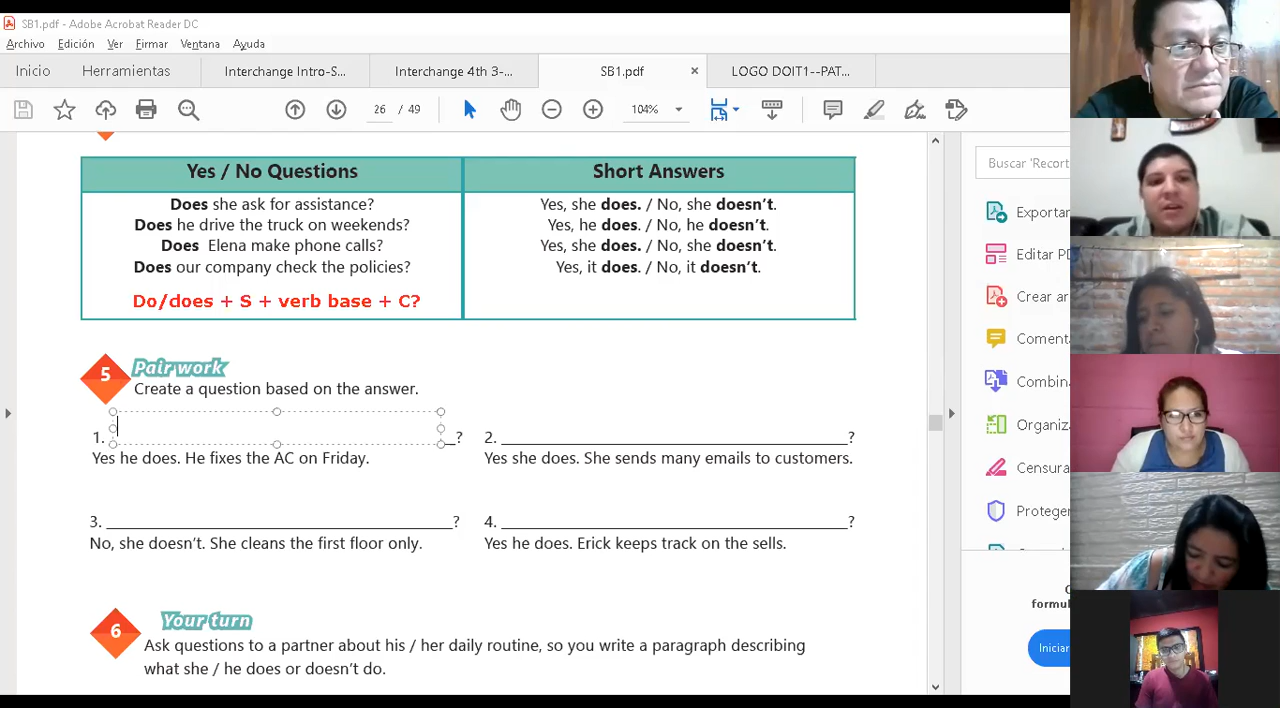 SB1.pdf - Adobe Acrobat Reader DC
Archivo Edición Ver Firmar Ventana Ayuda
Inicio Herramientas Interchange Intro-S... Interchange 4th 3-... SB1.pdf × LOGO DOIT1--PAT...
26 / 49 104%
Yes / No Questions Short Answers
Does she ask for assistance? Yes, she does. / No, she doesn't.
Does he drive the truck on weekends? Yes, he does. / No, he doesn't.
Does Elena make phone calls? Yes, she does. / No, she doesn't.
Does our company check the policies? Yes, it does. / No, it doesn't.
Do/does + S + verb base + C?
5 Pair work
Create a question based on the answer.
1. _? 2. ______________________________?
Yes he does. He fixes the AC on Friday. Yes she does. She sends many emails to customers.
3. ______________________________? 4. ______________________________?
No, she doesn't. She cleans the first floor only. Yes he does. Erick keeps track on the sells.
6 Your turn
Ask questions to a partner about his / her daily routine, so you write a paragraph describing
what she / he does or doesn't do.
Buscar 'Recort
Exportar
Editar PD
Crear ar
Coment
Combin
Organiz
Censura
Proteger
formul
Iniciar